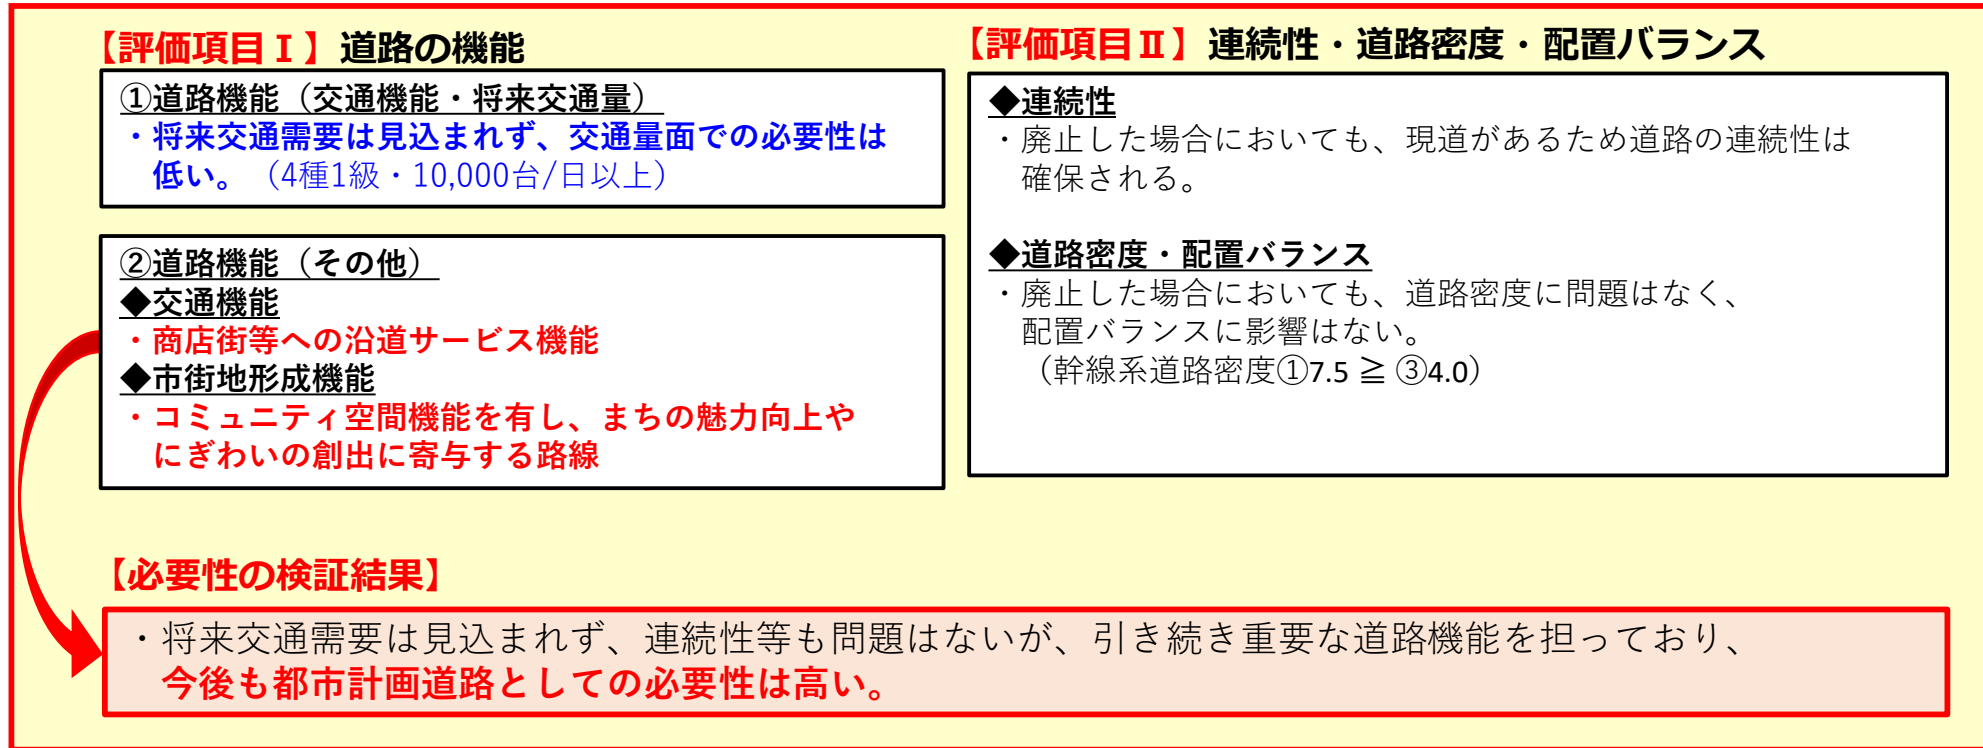 【評価項目Ⅰ】道路の機能
①道路機能（交通機能・将来交通量）
・将来交通需要は見込まれず、交通量面での必要性は
低い。（4種1級・10,000台/日以上）
②道路機能（その他）
◆交通機能
・商店街等への沿道サービス機能
◆市街地形成機能
・コミュニティ空間機能を有し、まちの魅力向上や
にぎわいの創出に寄与する路線
【評価項目Ⅱ】連続性・道路密度・配置バランス
◆連続性
・廃止した場合においても、現道があるため道路の連続性は
確保される。
◆道路密度・配置バランス
・廃止した場合においても、道路密度に問題はなく、
配置バランスに影響はない。
（幹線系道路密度①7.5 ≧ ③4.0）
【必要性の検証結果】
・将来交通需要は見込まれず、連続性等も問題はないが、引き続き重要な道路機能を担っており、
今後も都市計画道路としての必要性は高い。